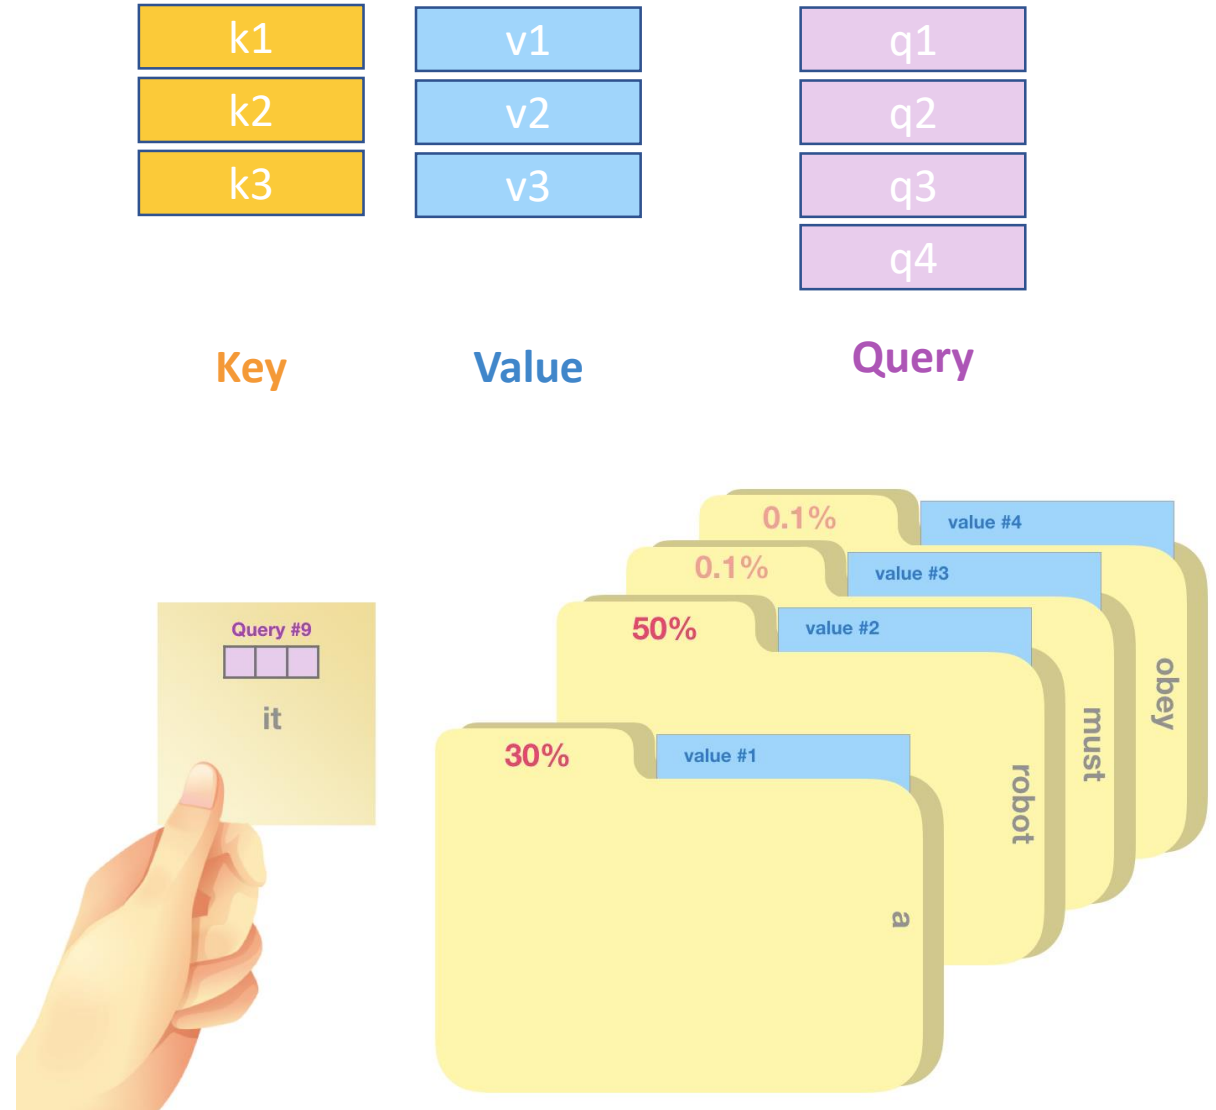 k1 v1 q1
k2 v2 q2
k3 v3 q3
q4
Key Value Query
0.1% value #4
0.1% value #3
50% value #2
30% value #1
Query #9
it
a
robot
must
obey